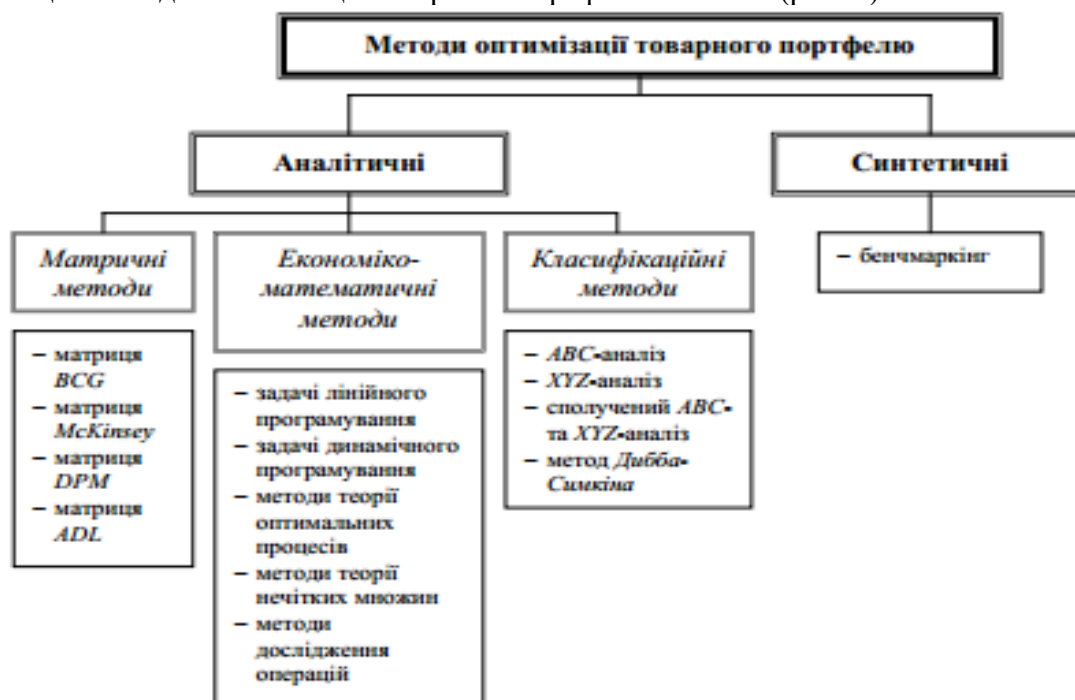 Методи оптимізації товарного портфелю
Аналітичні
Синтетичні
Матричні
методи
Економіко-
математичні
методи
Класифікаційні
методи
– бенчмаркінг
– матриця
BCG
– матриця
McKinsey
– матриця
DPM
– матриця
ADL
– задачі лінійного
програмування
– задачі динамічного
програмування
– методи теорії
оптимальних
процесів
– методи теорії
нечітких множин
– методи
дослідження
операцій
– ABC-аналіз
– XYZ-аналіз
– сполучений ABC-
та XYZ-аналіз
– метод Дибба-
Симкіна